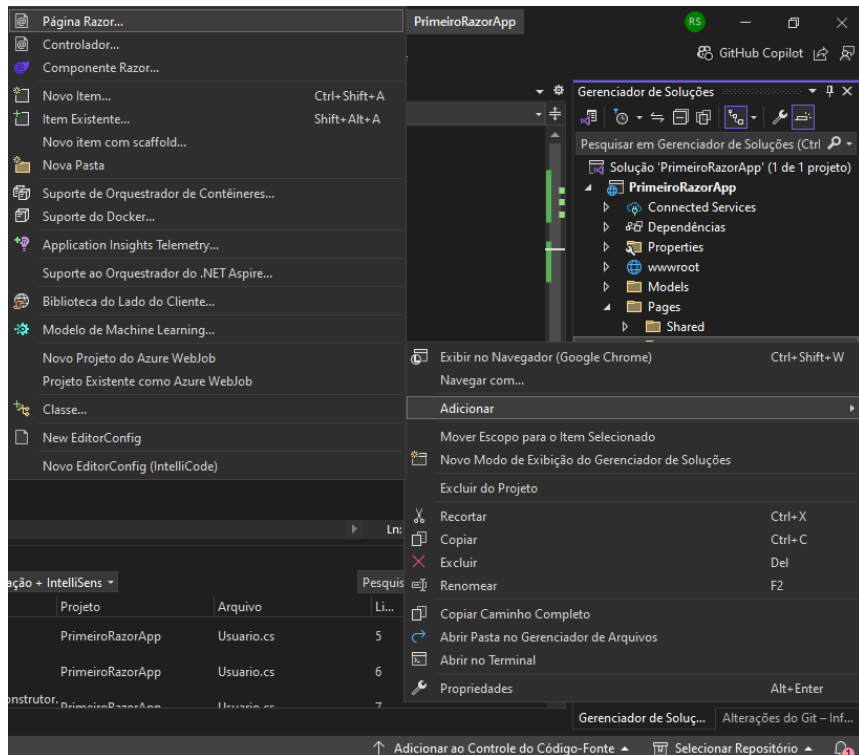 Página Razor...
Controlador...
Componente Razor...
Novo Item... Ctrl+Shift+A
Item Existente... Shift+Alt+A
Novo item com scaffold...
Nova Pasta
Suporte de Orquestrador de Contêineres...
Suporte do Docker...
Application Insights Telemetry...
Suporte ao Orquestrador do .NET Aspire...
Biblioteca do Lado do Cliente...
Modelo de Machine Learning...
Novo Projeto do Azure WebJob
Projeto Existente como Azure WebJob
Classe...
New EditorConfig
Novo EditorConfig (IntelliCode)
PrimeiroRazorApp
RS
GitHub Copilot
Gerenciador de Soluções
Pesquisar em Gerenciador de Soluções (Ctrl
Solução 'PrimeiroRazorApp' (1 de 1 projeto)
PrimeiroRazorApp
Connected Services
Dependências
Properties
wwwroot
Models
Pages
Shared
Exibir no Navegador (Google Chrome) Ctrl+Shift+W
Navegar com...
Adicionar
Mover Escopo para o Item Selecionado
Novo Modo de Exibição do Gerenciador de Soluções
Excluir do Projeto
Recortar Ctrl+X
Copiar Ctrl+C
Excluir Del
Renomear F2
Copiar Caminho Completo
Abrir Pasta no Gerenciador de Arquivos
Abrir no Terminal
Propriedades Alt+Enter
Ln:
ação + IntelliSens
Pesquis
Projeto Arquivo Li...
PrimeiroRazorApp Usuario.cs 5
PrimeiroRazorApp Usuario.cs 6
onstrutor. PrimeiroRazorApp Usuario.cs 7
Gerenciador de Soluç... Alterações do Git – Inf...
Adicionar ao Controle do Código-Fonte Selecionar Repositório 1